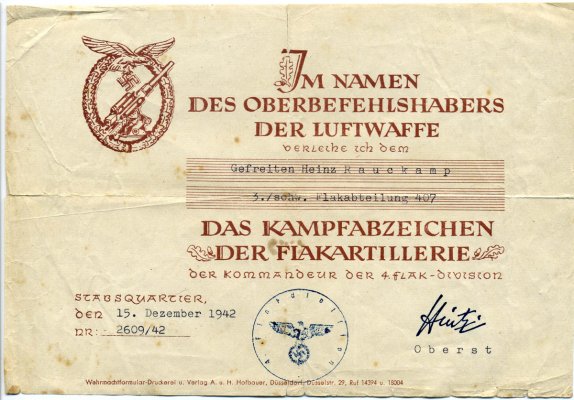 IM NAMEN
DES OBERBEFEHLSHABERS
DER LUFTWAFFE
verleihe ich dem
Gefreiten Heinz Rauckamp
3./schw. Flakabteilung 407
DAS KAMPFABZEICHEN
DER FLAKARTILLERIE
DER KOMMANDEUR DER 4. FLAK-DIVISION
STABSQUARTIER,
DEN 15. Dezember 1942
NR: 2609/42
Oberst
Wehrmachtformular-Druckerei u. Verlag A. u. H. Hofbauer, Düsseldorf, Düsselstr. 29, Ruf 14394 u. 18004